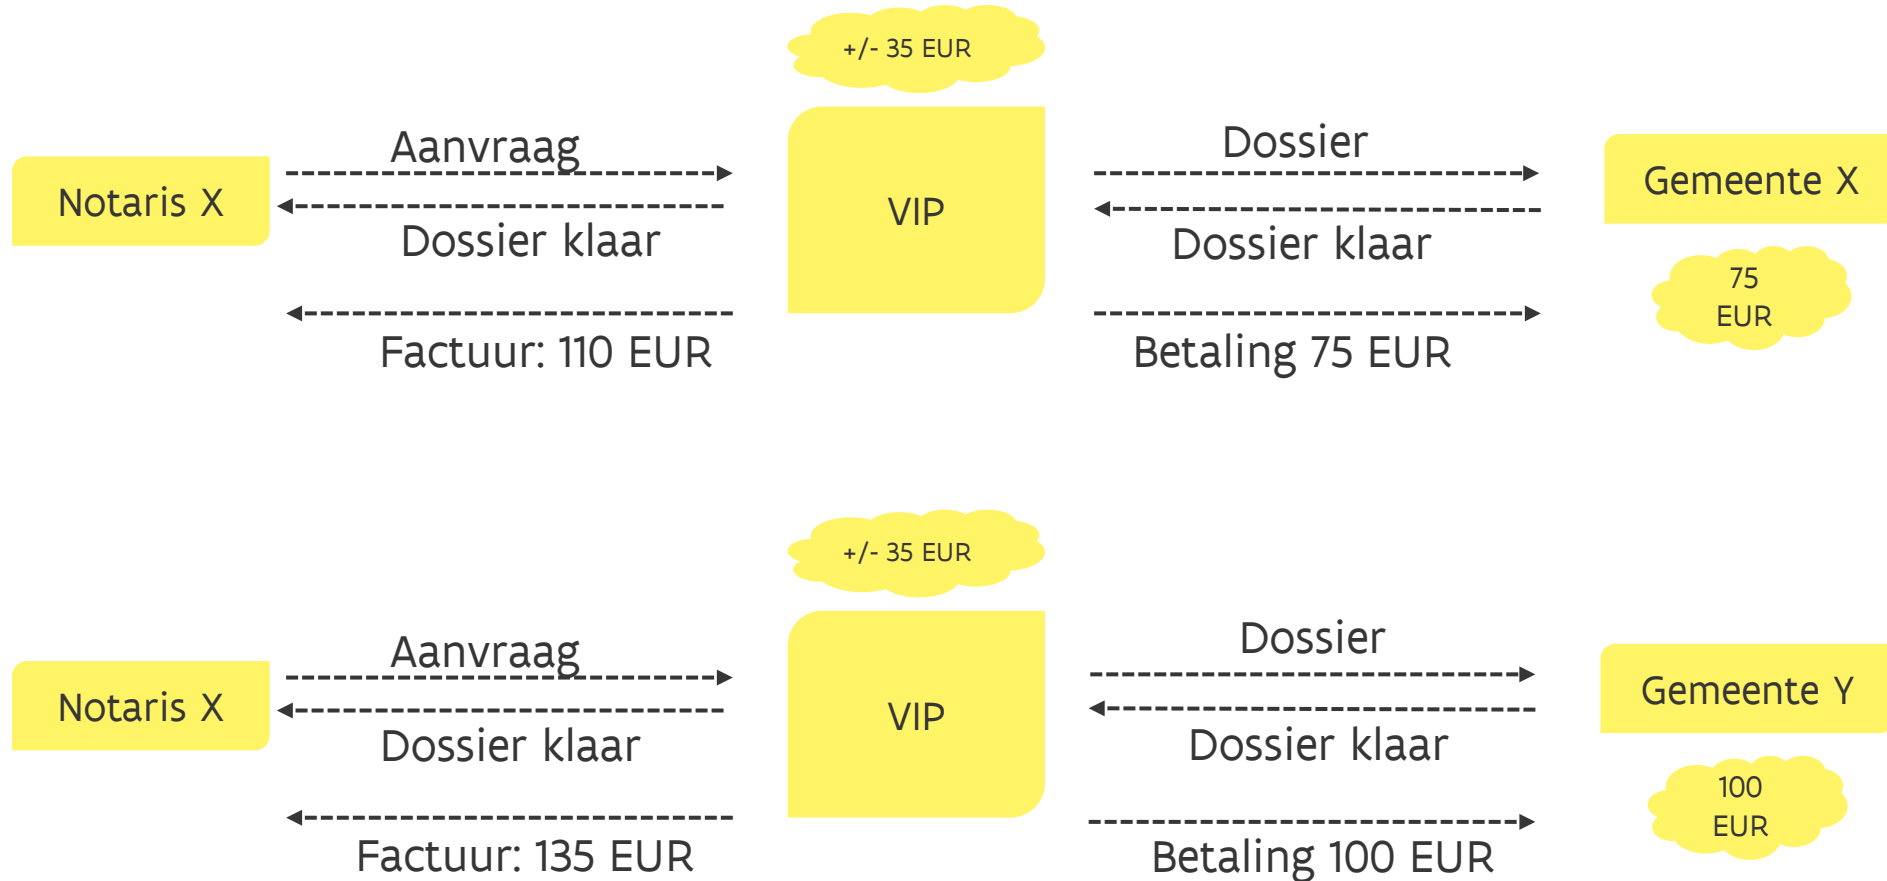 +/- 35 EUR
Aanvraag
Dossier
Notaris X
VIP
Gemeente X
Dossier klaar
Dossier klaar
75
EUR
Factuur: 110 EUR
Betaling 75 EUR
+/- 35 EUR
Aanvraag
Dossier
Notaris X
VIP
Gemeente Y
Dossier klaar
Dossier klaar
100
EUR
Factuur: 135 EUR
Betaling 100 EUR